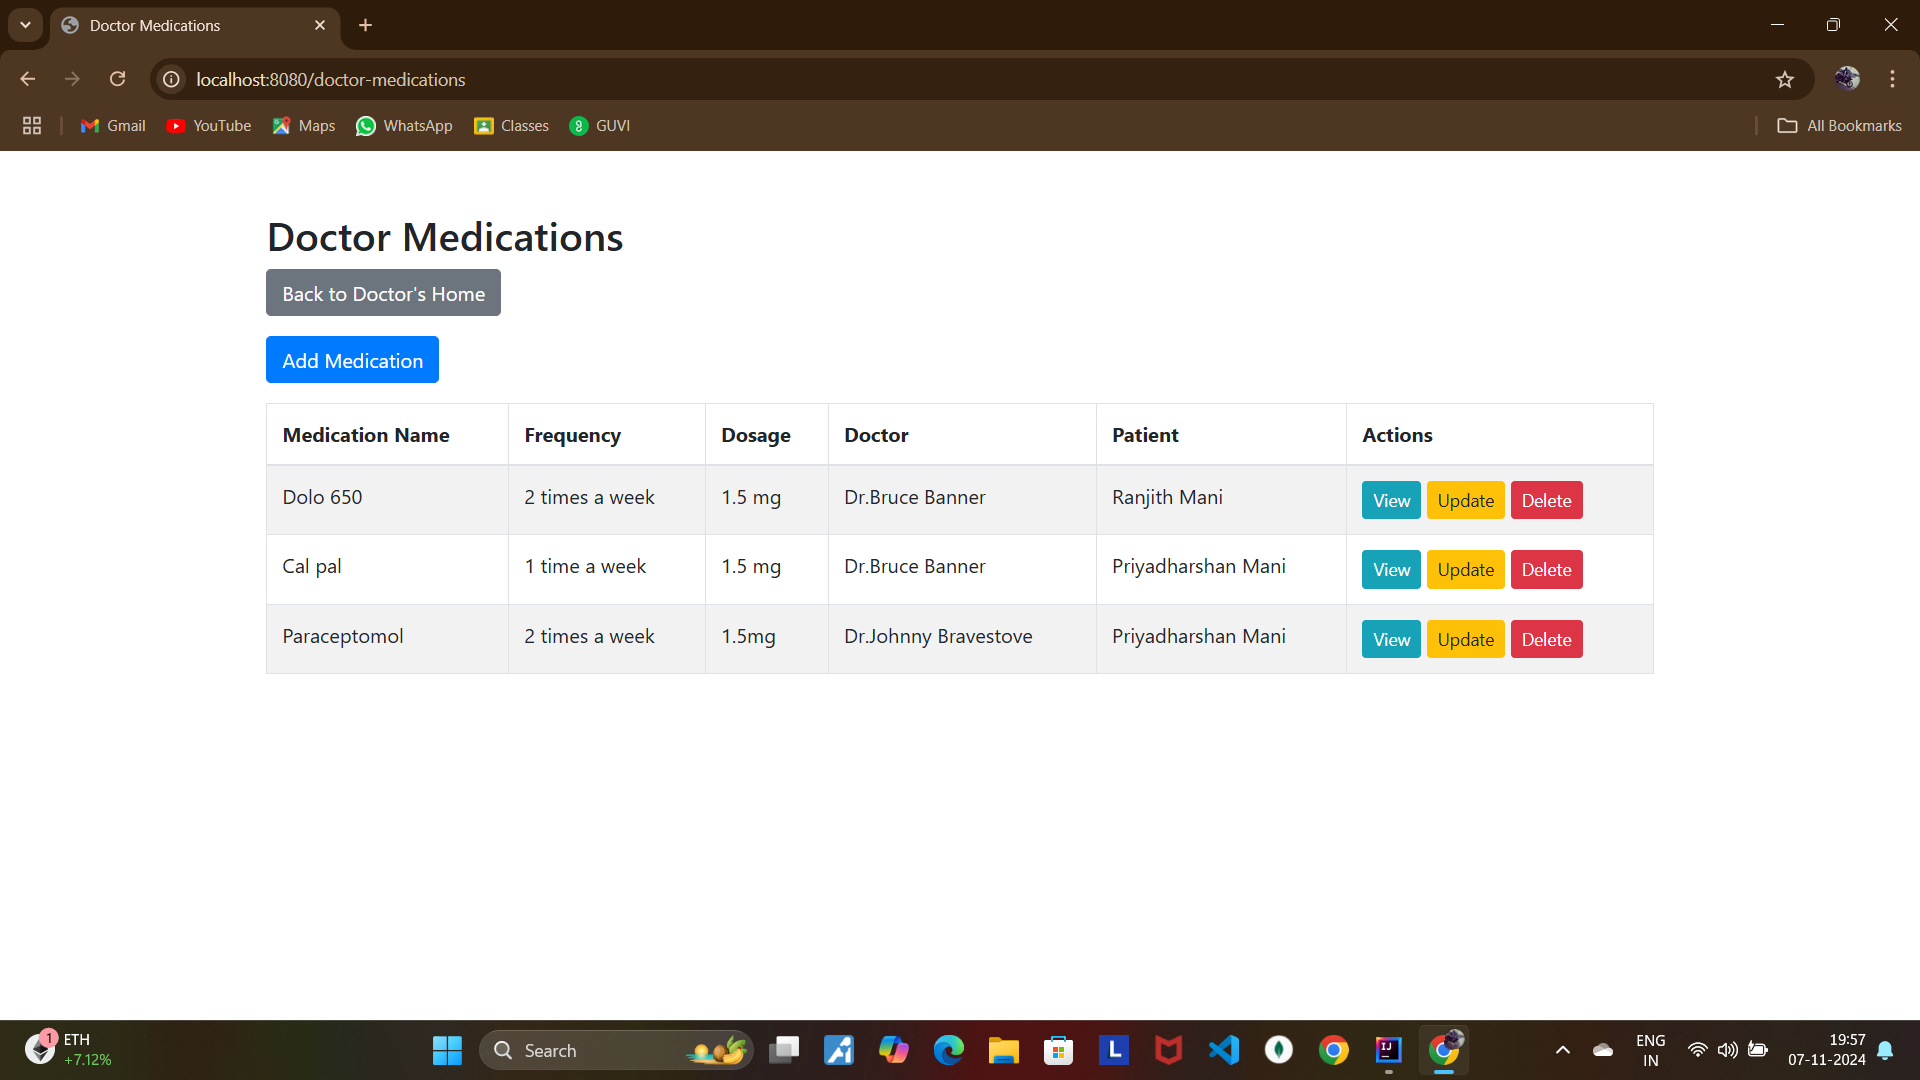 Doctor Medications
localhost:8080/doctor-medications
Gmail YouTube Maps WhatsApp Classes GUVI All Bookmarks
Doctor Medications
Back to Doctor's Home
Add Medication
Medication Name Frequency Dosage Doctor Patient Actions
Dolo 650 2 times a week 1.5 mg Dr.Bruce Banner Ranjith Mani View Update Delete
Cal pal 1 time a week 1.5 mg Dr.Bruce Banner Priyadharshan Mani View Update Delete
Paraceptomol 2 times a week 1.5mg Dr.Johnny Bravestove Priyadharshan Mani View Update Delete
1 ETH
+7.12%
Search
L
IJ
ENG
IN
19:57
07-11-2024